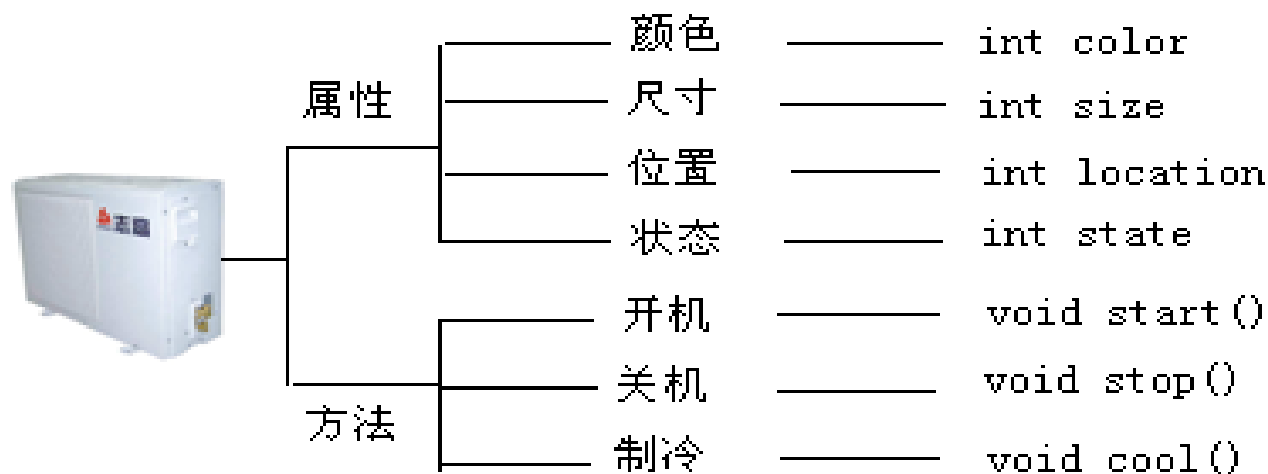 颜色 int color
属性
尺寸 int size
位置 int location
状态 int state
开机 void start()
关机 void stop()
方法
制冷 void cool()